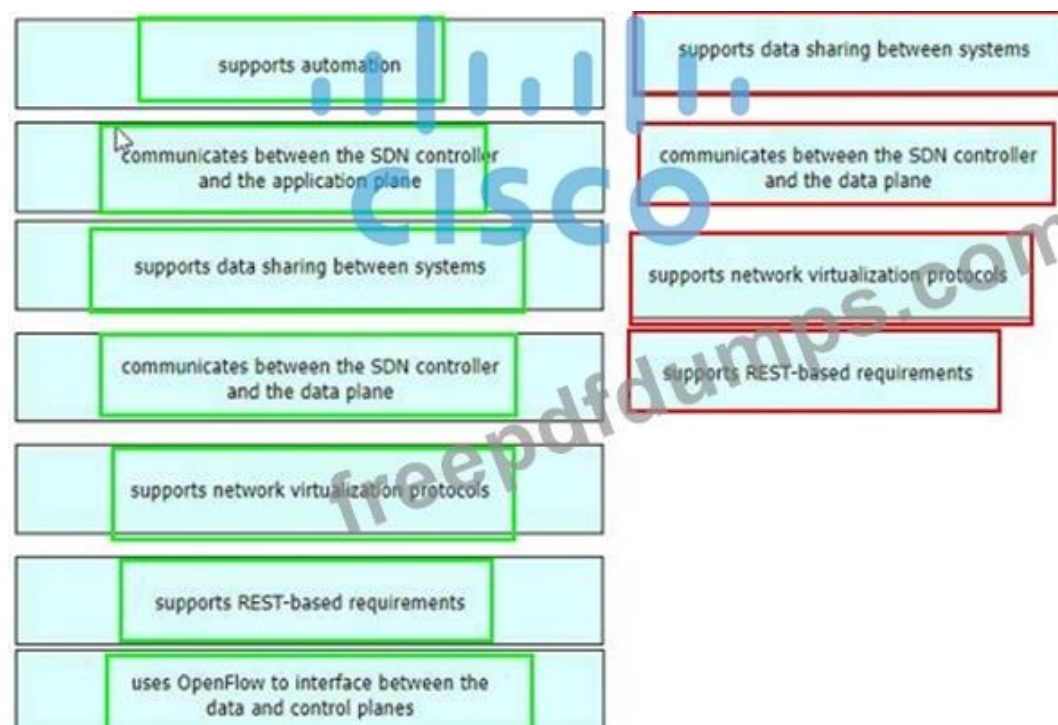 supports automation
communicates between the SDN controller
and the application plane
supports data sharing between systems
communicates between the SDN controller
and the data plane
supports network virtualization protocols
supports REST-based requirements
uses OpenFlow to interface between the
data and control planes
supports data sharing between systems
communicates between the SDN controller
and the data plane
supports network virtualization protocols
supports REST-based requirements
CISCO
freepdfdumps.com